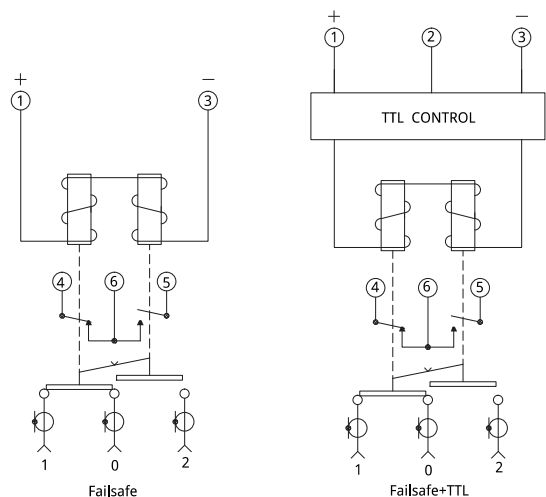 + −
1 3
4 6 5
1 0 2
Failsafe
+ −
1 2 3
TTL CONTROL
4 6 5
1 0 2
Failsafe+TTL